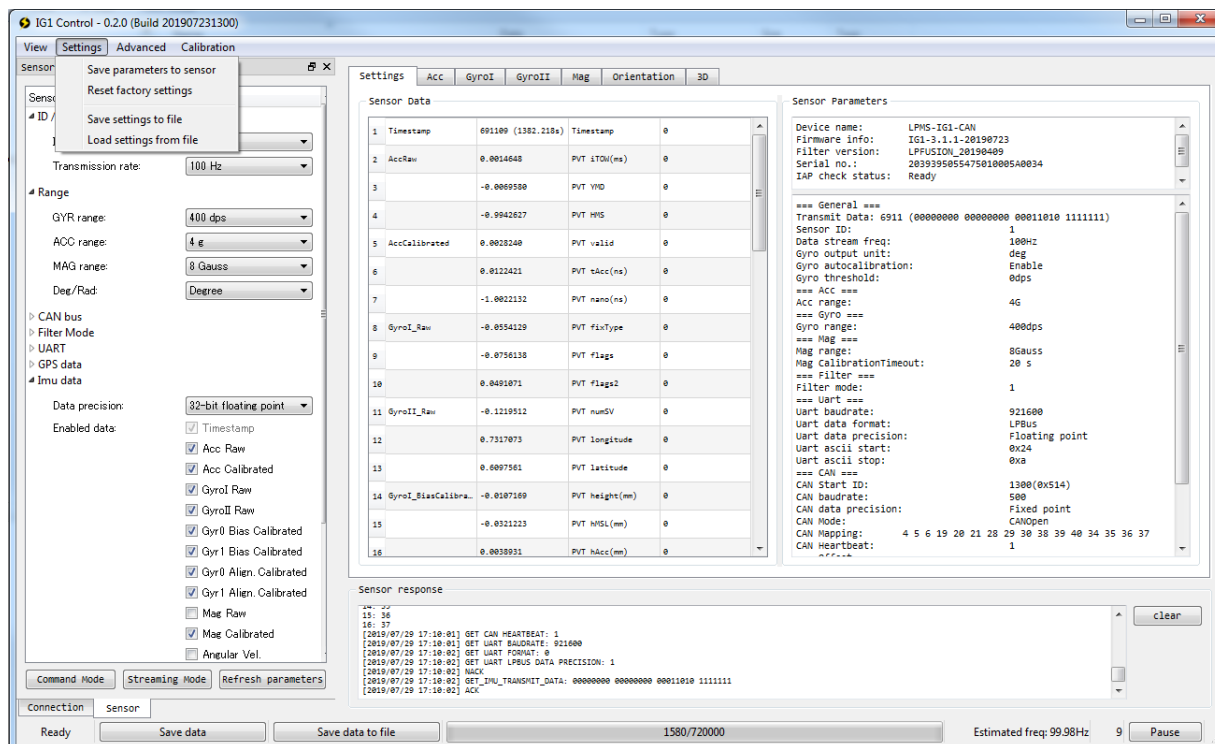 IG1 Control - 0.2.0 (Build 201907231300)
View Settings Advanced Calibration
Save parameters to sensor
Reset factory settings
Save settings to file
Load settings from file
Transmission rate: 100 Hz
Range
GYR range: 400 dps
ACC range: 4 g
MAG range: 8 Gauss
Deg/Rad: Degree
CAN bus
Filter Mode
UART
GPS data
Imu data
Data precision: 32-bit floating point
Enabled data: Timestamp
Acc Raw
Acc Calibrated
GyroI Raw
GyroII Raw
Gyr0 Bias Calibrated
Gyr1 Bias Calibrated
Gyr0 Align. Calibrated
Gyr1 Align. Calibrated
Mag Raw
Mag Calibrated
Angular Vel.
Command Mode Streaming Mode Refresh parameters
Connection Sensor
Settings Acc GyroI GyroII Mag Orientation 3D
Sensor Data
1 Timestamp 691109 (1382.218s) Timestamp 0
2 AccRaw 0.0014648 PVT iTOW(ms) 0
3 -0.0069580 PVT YMD 0
4 -0.9942627 PVT HMS 0
5 AccCalibrated 0.0028240 PVT valid 0
6 0.0122421 PVT tAcc(ns) 0
7 -1.0022132 PVT nano(ns) 0
8 GyroI_Raw -0.0554129 PVT fixType 0
9 -0.0756138 PVT flags 0
10 0.0491071 PVT flags2 0
11 GyroII_Raw -0.1219512 PVT numSV 0
12 0.7317073 PVT longitude 0
13 0.6097561 PVT latitude 0
14 GyroI_BiasCalibra... -0.0107169 PVT height(mm) 0
15 -0.0321223 PVT hMSL(mm) 0
16 0.0038931 PVT hAcc(mm) 0
Sensor Parameters
Device name: LPMS-IG1-CAN
Firmware info: IG1-3.1.1-20190723
Filter version: LPFUSION_20190409
Serial no.: 2039395055475010005A0034
IAP check status: Ready
=== General ===
Transmit Data: 6911 (00000000 00000000 00011010 1111111)
Sensor ID: 1
Data stream freq: 100Hz
Gyro output unit: deg
Gyro autocalibration: Enable
Gyro threshold: 0dps
=== Acc ===
Acc range: 4G
=== Gyro ===
Gyro range: 400dps
=== Mag ===
Mag range: 8Gauss
Mag CalibrationTimeout: 20 s
=== Filter ===
Filter mode: 1
=== Uart ===
Uart baudrate: 921600
Uart data format: LPBus
Uart data precision: Floating point
Uart ascii start: 0x24
Uart ascii stop: 0xa
=== CAN ===
CAN Start ID: 1300(0x514)
CAN baudrate: 500
CAN data precision: Fixed point
CAN Mode: CANOpen
CAN Mapping: 4 5 6 19 20 21 28 29 30 38 39 40 34 35 36 37
CAN Heartbeat: 1
Sensor response
15: 36
16: 37
[2019/07/29 17:10:01] GET CAN HEARTBEAT: 1
[2019/07/29 17:10:01] GET UART BAUDRATE: 921600
[2019/07/29 17:10:02] GET UART FORMAT: 0
[2019/07/29 17:10:02] GET UART LPBUS DATA PRECISION: 1
[2019/07/29 17:10:02] NACK
[2019/07/29 17:10:02] GET_IMU_TRANSMIT_DATA: 00000000 00000000 00011010 1111111
[2019/07/29 17:10:02] ACK
clear
Ready Save data Save data to file 1580/720000 Estimated freq: 99.98Hz 9 Pause